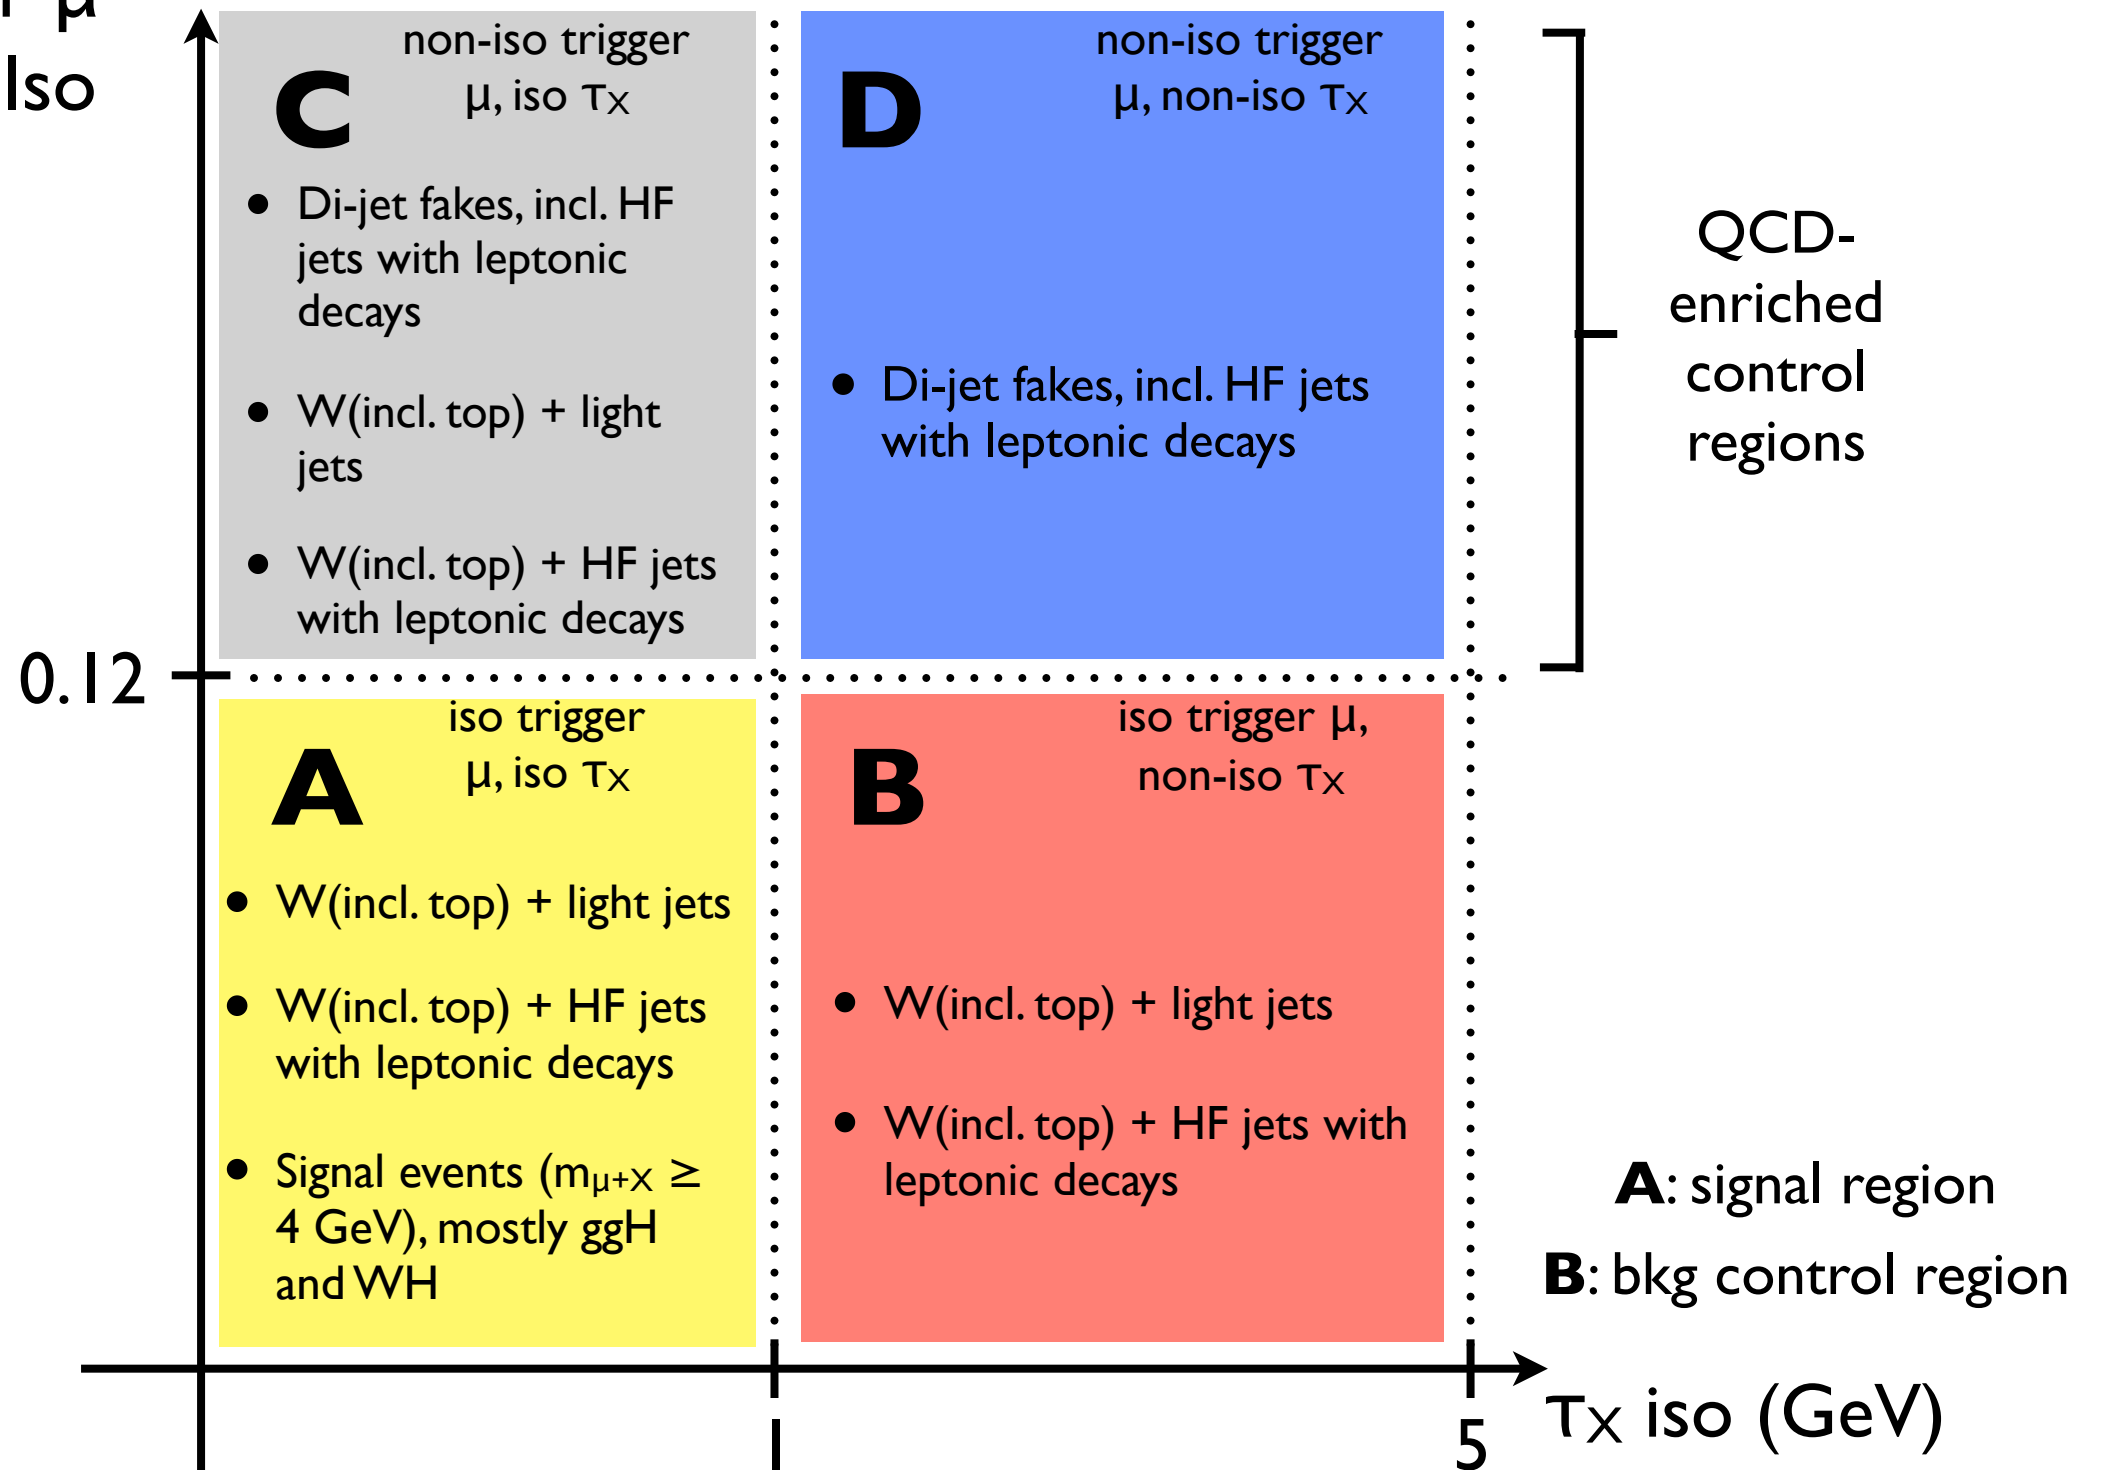 μ
Iso
C
non-iso trigger
μ, iso τX
• Di-jet fakes, incl. HF
jets with leptonic
decays
• W(incl. top) + light
jets
• W(incl. top) + HF jets
with leptonic decays
D
non-iso trigger
μ, non-iso τX
• Di-jet fakes, incl. HF jets
with leptonic decays
QCD-
enriched
control
regions
0.12
A
iso trigger
μ, iso τX
• W(incl. top) + light jets
• W(incl. top) + HF jets
with leptonic decays
• Signal events (mμ+X ≥
4 GeV), mostly ggH
and WH
B
iso trigger μ,
non-iso τX
• W(incl. top) + light jets
• W(incl. top) + HF jets with
leptonic decays
A: signal region
B: bkg control region
1
5
τX iso (GeV)